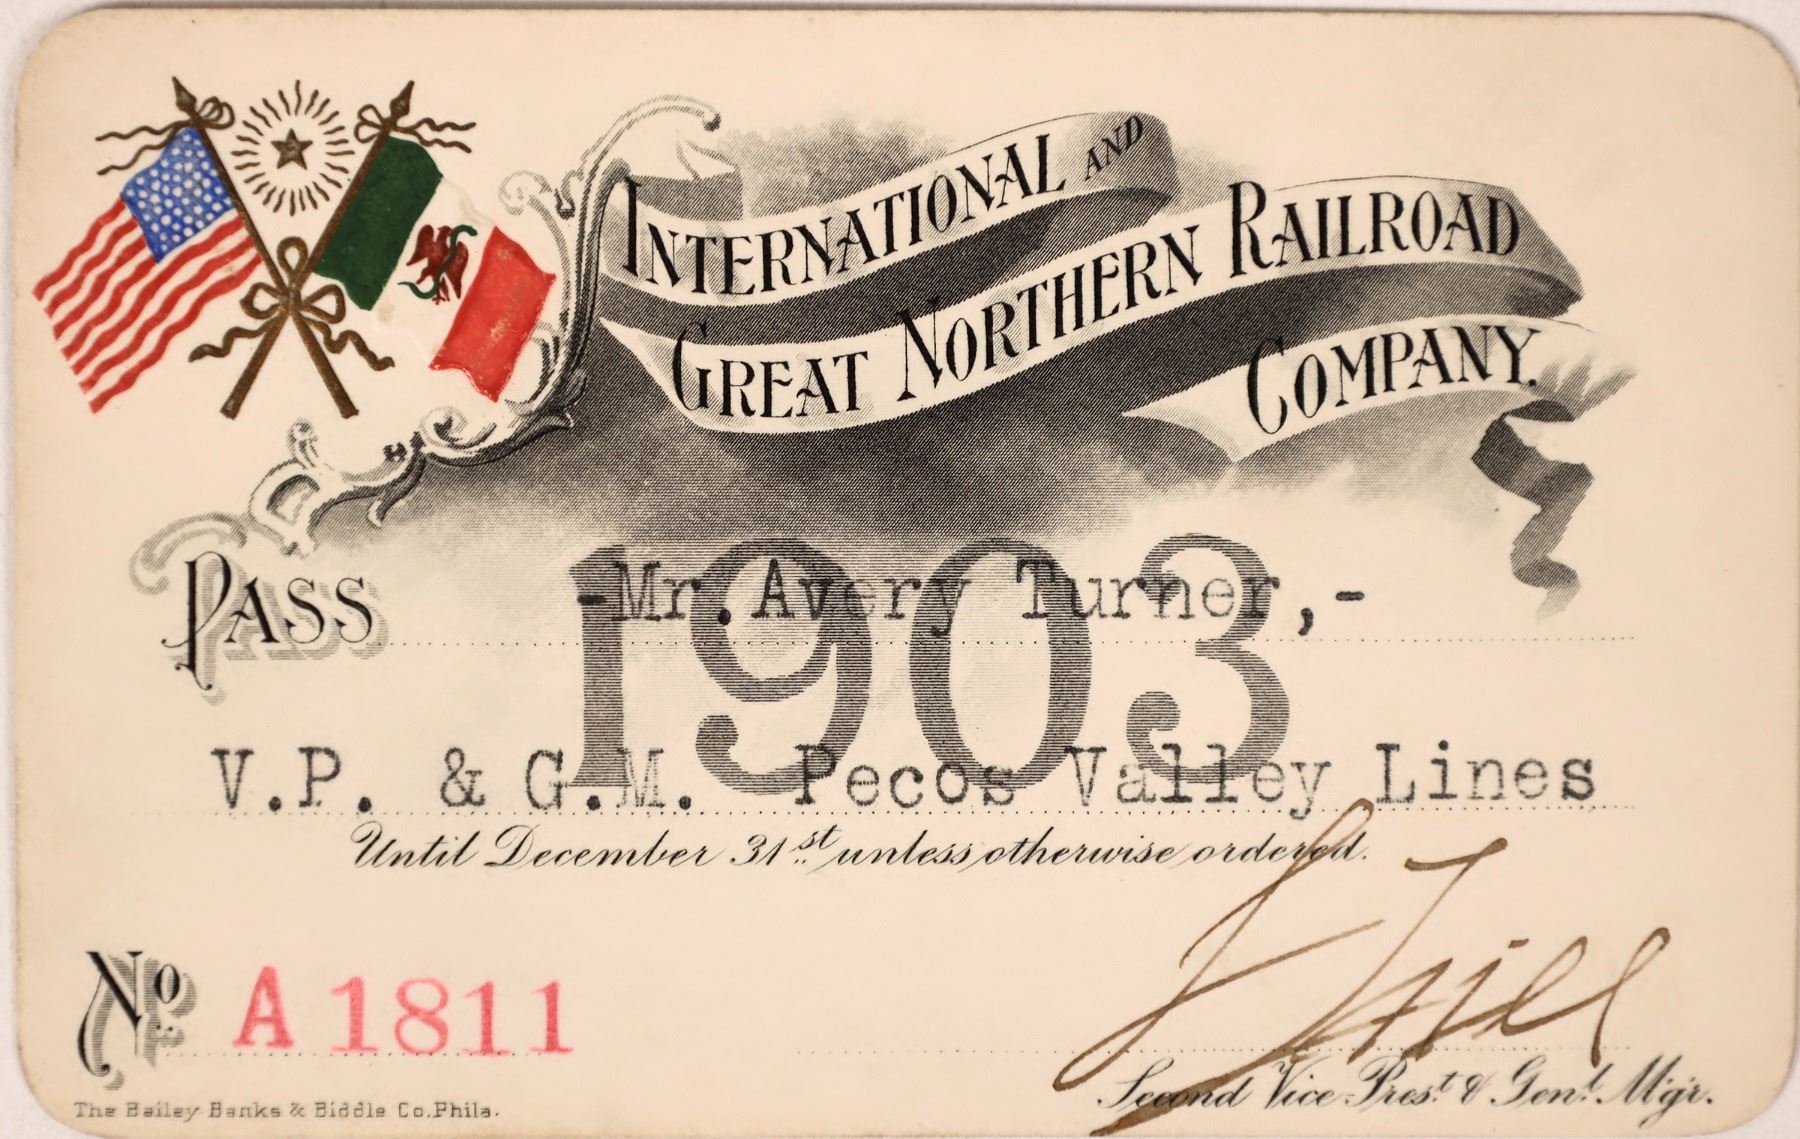 INTERNATIONAL AND
GREAT NORTHERN RAILROAD
COMPANY.
1903
PASS -Mr. Avery Turner,-
V.P. & G.M. Pecos Valley Lines
Until December 31st unless otherwise ordered.
No. A 1811
Second Vice Prest. & Genl. Mgr.
The Bailey Banks & Biddle Co. Phila.